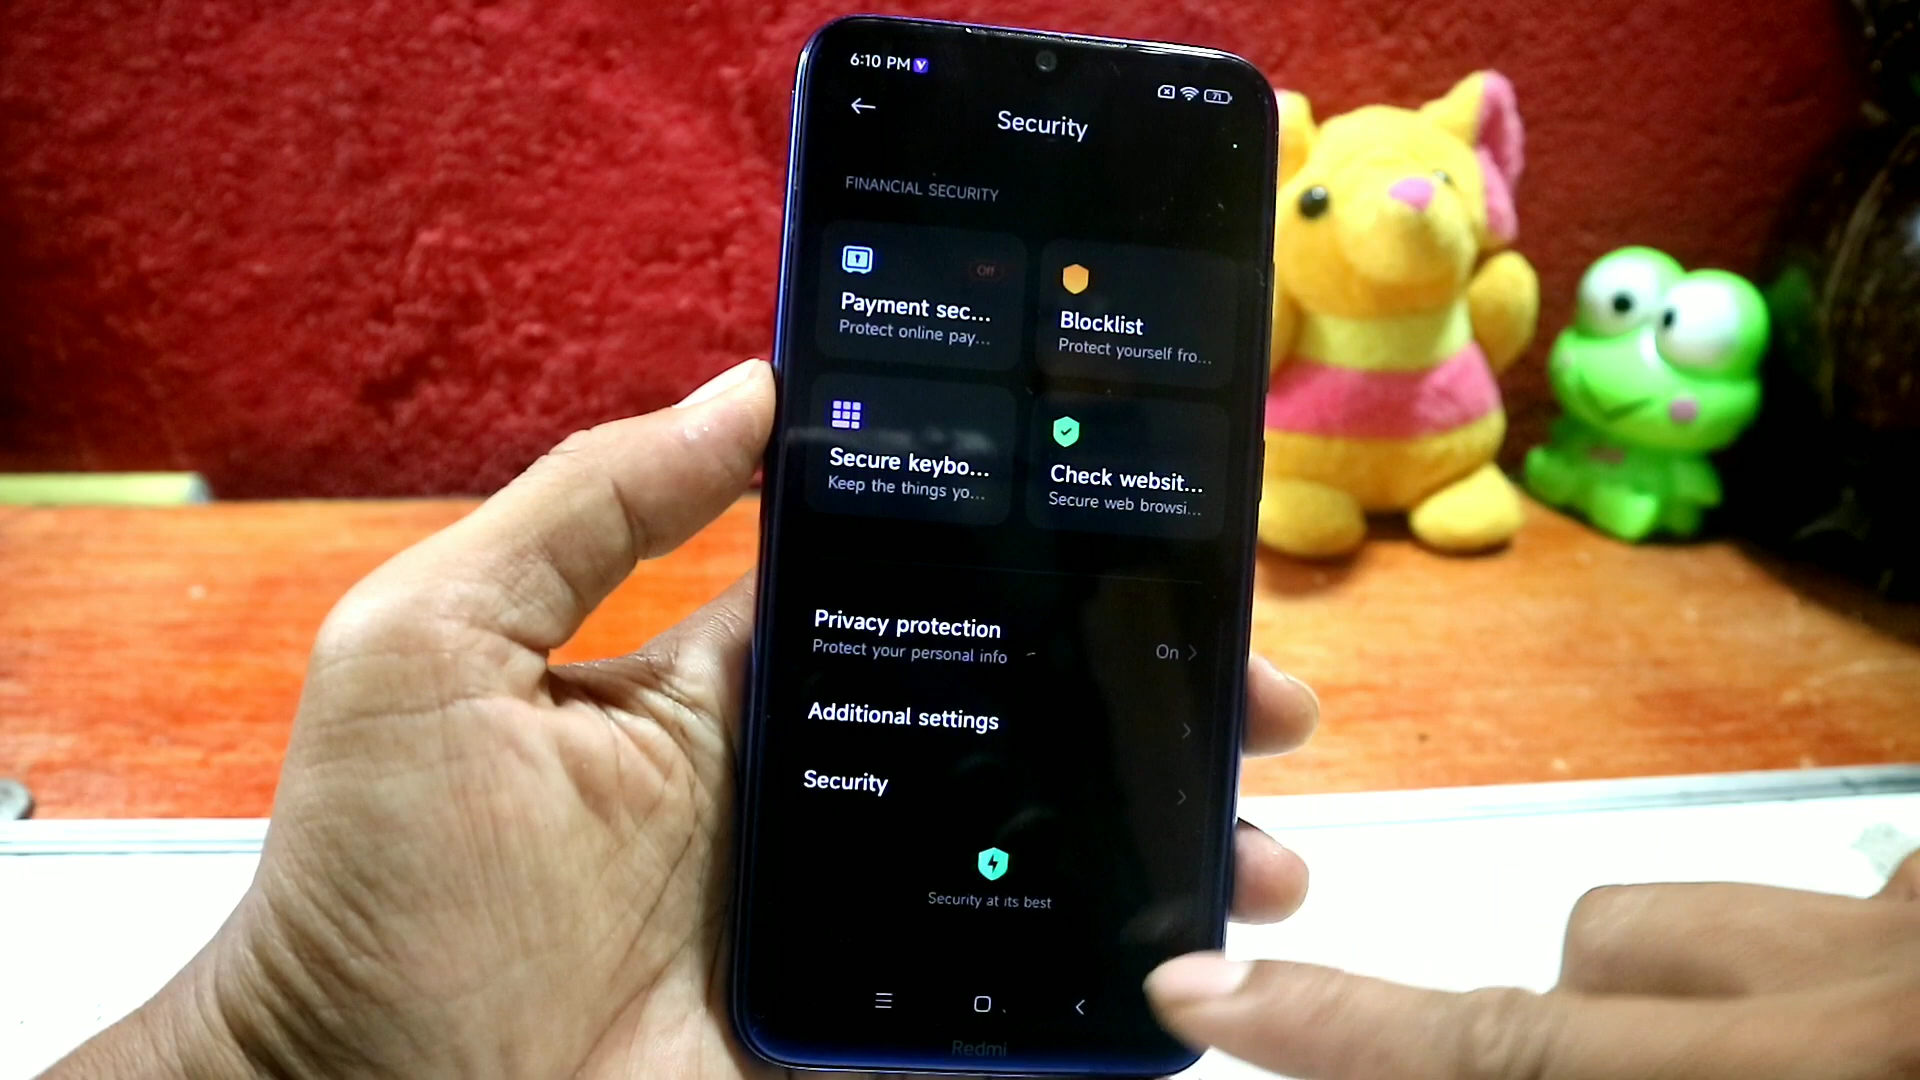 6:10 PM V
71
Security
FINANCIAL SECURITY
Off
Payment sec...
Protect online pay...
Blocklist
Protect yourself fro...
Secure keybo...
Keep the things yo...
Check websit...
Secure web browsi...
Privacy protection
Protect your personal info
On
Additional settings
Security
Security at its best
Redmi